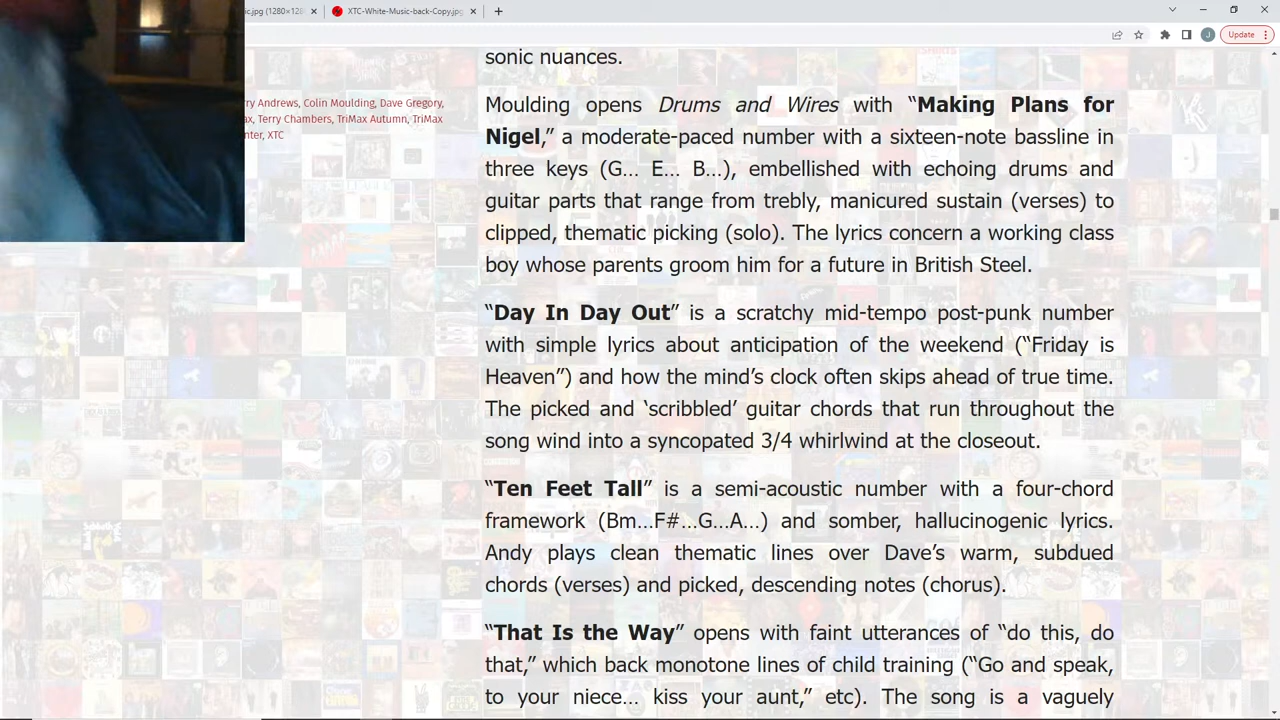 ic.jpg (1280×128
XTC-White-Music-back-Copy.jpg
J
Update
ry Andrews, Colin Moulding, Dave Gregory,
ax, Terry Chambers, TriMax Autumn, TriMax
nter, XTC
sonic nuances.
Moulding opens Drums and Wires with “Making Plans for
Nigel,” a moderate-paced number with a sixteen-note bassline in
three keys (G… E… B…), embellished with echoing drums and
guitar parts that range from trebly, manicured sustain (verses) to
clipped, thematic picking (solo). The lyrics concern a working class
boy whose parents groom him for a future in British Steel.
“Day In Day Out” is a scratchy mid-tempo post-punk number
with simple lyrics about anticipation of the weekend (“Friday is
Heaven”) and how the mind’s clock often skips ahead of true time.
The picked and ‘scribbled’ guitar chords that run throughout the
song wind into a syncopated 3/4 whirlwind at the closeout.
“Ten Feet Tall” is a semi-acoustic number with a four-chord
framework (Bm…F#…G…A…) and somber, hallucinogenic lyrics.
Andy plays clean thematic lines over Dave’s warm, subdued
chords (verses) and picked, descending notes (chorus).
“That Is the Way” opens with faint utterances of “do this, do
that,” which back monotone lines of child training (“Go and speak,
to your niece… kiss your aunt,” etc). The song is a vaguely